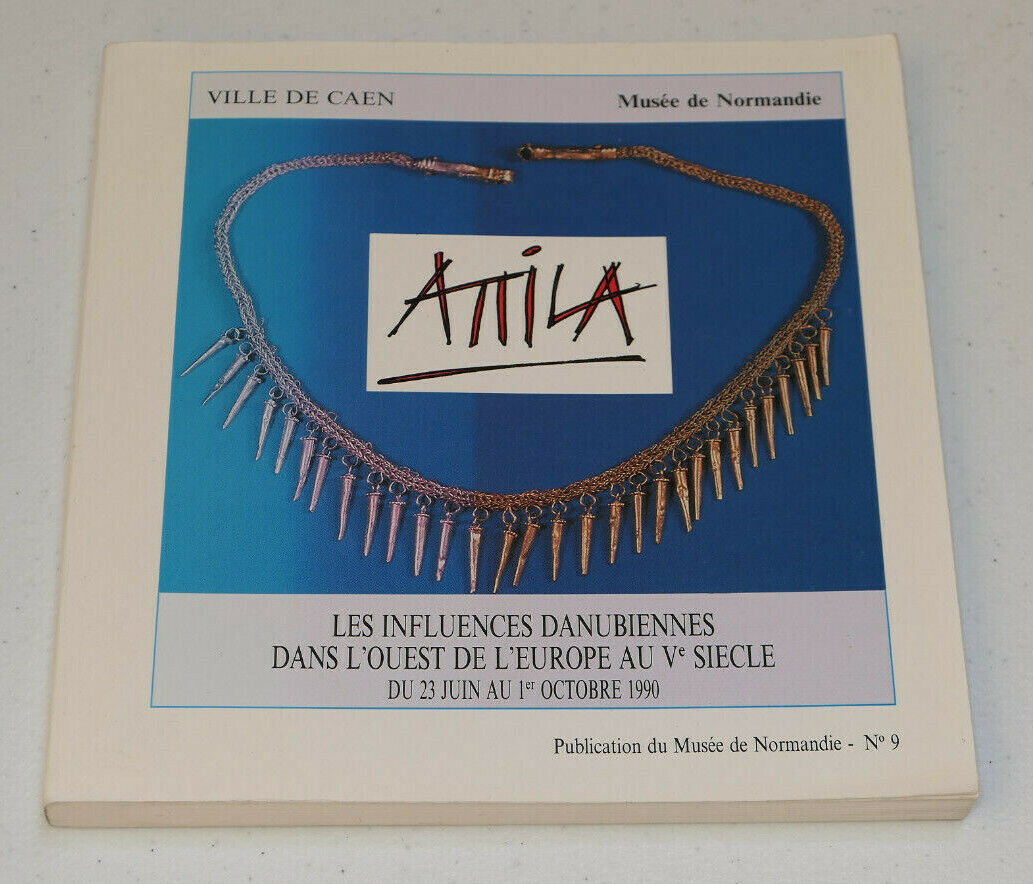 VILLE DE CAEN
Musée de Normandie
ATTILA
LES INFLUENCES DANUBIENNES
DANS L'OUEST DE L'EUROPE AU Ve SIECLE
DU 23 JUIN AU 1er OCTOBRE 1990
Publication du Musée de Normandie - No 9